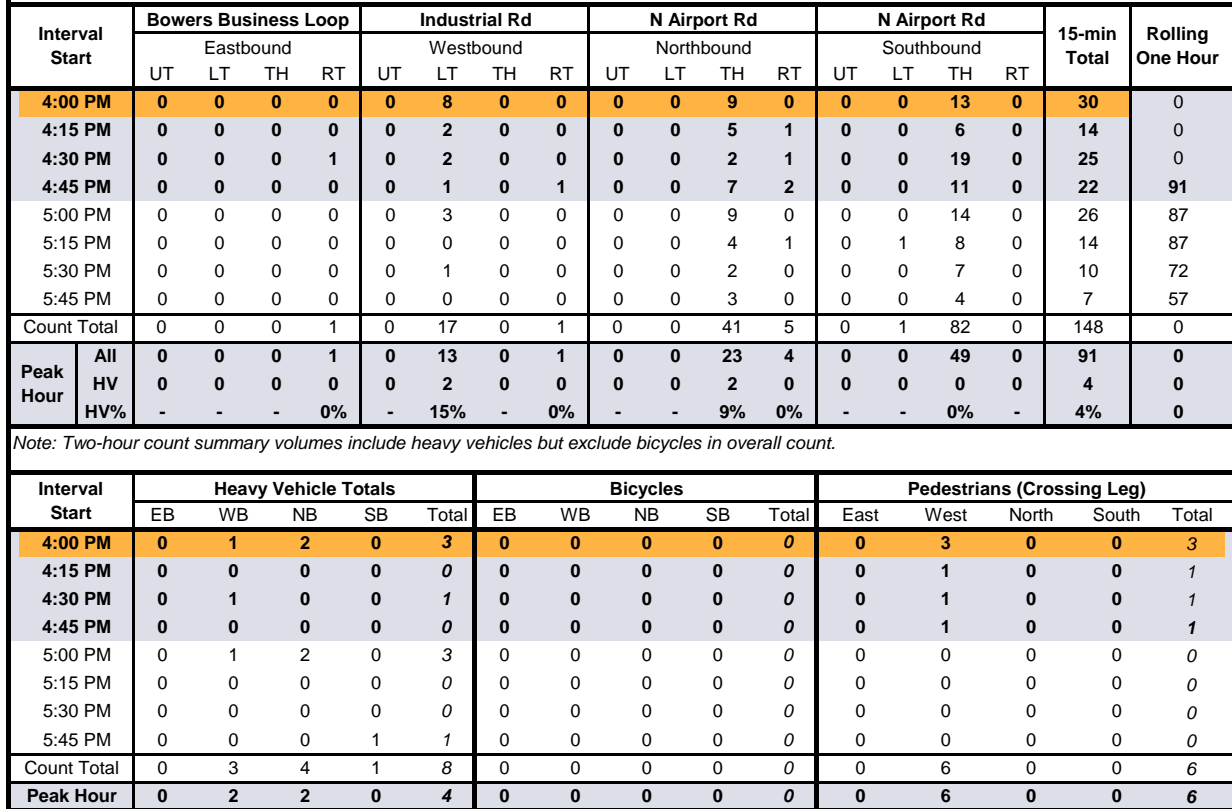 Interval Start Bowers Business Loop Industrial Rd N Airport Rd N Airport Rd 15-min Total Rolling One Hour
Eastbound Westbound Northbound Southbound
UT LT TH RT UT LT TH RT UT LT TH RT UT LT TH RT
4:00 PM 0 0 0 0 0 8 0 0 0 0 9 0 0 0 13 0 30 0
4:15 PM 0 0 0 0 0 2 0 0 0 0 5 1 0 0 6 0 14 0
4:30 PM 0 0 0 1 0 2 0 0 0 0 2 1 0 0 19 0 25 0
4:45 PM 0 0 0 0 0 1 0 1 0 0 7 2 0 0 11 0 22 91
5:00 PM 0 0 0 0 0 3 0 0 0 0 9 0 0 0 14 0 26 87
5:15 PM 0 0 0 0 0 0 0 0 0 0 4 1 0 1 8 0 14 87
5:30 PM 0 0 0 0 0 1 0 0 0 0 2 0 0 0 7 0 10 72
5:45 PM 0 0 0 0 0 0 0 0 0 0 3 0 0 0 4 0 7 57
Count Total 0 0 0 1 0 17 0 1 0 0 41 5 0 1 82 0 148 0
Peak Hour All 0 0 0 1 0 13 0 1 0 0 23 4 0 0 49 0 91 0
HV 0 0 0 0 0 2 0 0 0 0 2 0 0 0 0 0 4 0
HV% - - - 0% - 15% - 0% - - 9% 0% - - 0% - 4% 0
Note: Two-hour count summary volumes include heavy vehicles but exclude bicycles in overall count.
Interval Start Heavy Vehicle Totals Bicycles Pedestrians (Crossing Leg)
EB WB NB SB Total EB WB NB SB Total East West North South Total
4:00 PM 0 1 2 0 3 0 0 0 0 0 0 3 0 0 3
4:15 PM 0 0 0 0 0 0 0 0 0 0 0 1 0 0 1
4:30 PM 0 1 0 0 1 0 0 0 0 0 0 1 0 0 1
4:45 PM 0 0 0 0 0 0 0 0 0 0 0 1 0 0 1
5:00 PM 0 1 2 0 3 0 0 0 0 0 0 0 0 0 0
5:15 PM 0 0 0 0 0 0 0 0 0 0 0 0 0 0 0
5:30 PM 0 0 0 0 0 0 0 0 0 0 0 0 0 0 0
5:45 PM 0 0 0 1 1 0 0 0 0 0 0 0 0 0 0
Count Total 0 3 4 1 8 0 0 0 0 0 0 6 0 0 6
Peak Hour 0 2 2 0 4 0 0 0 0 0 0 6 0 0 6